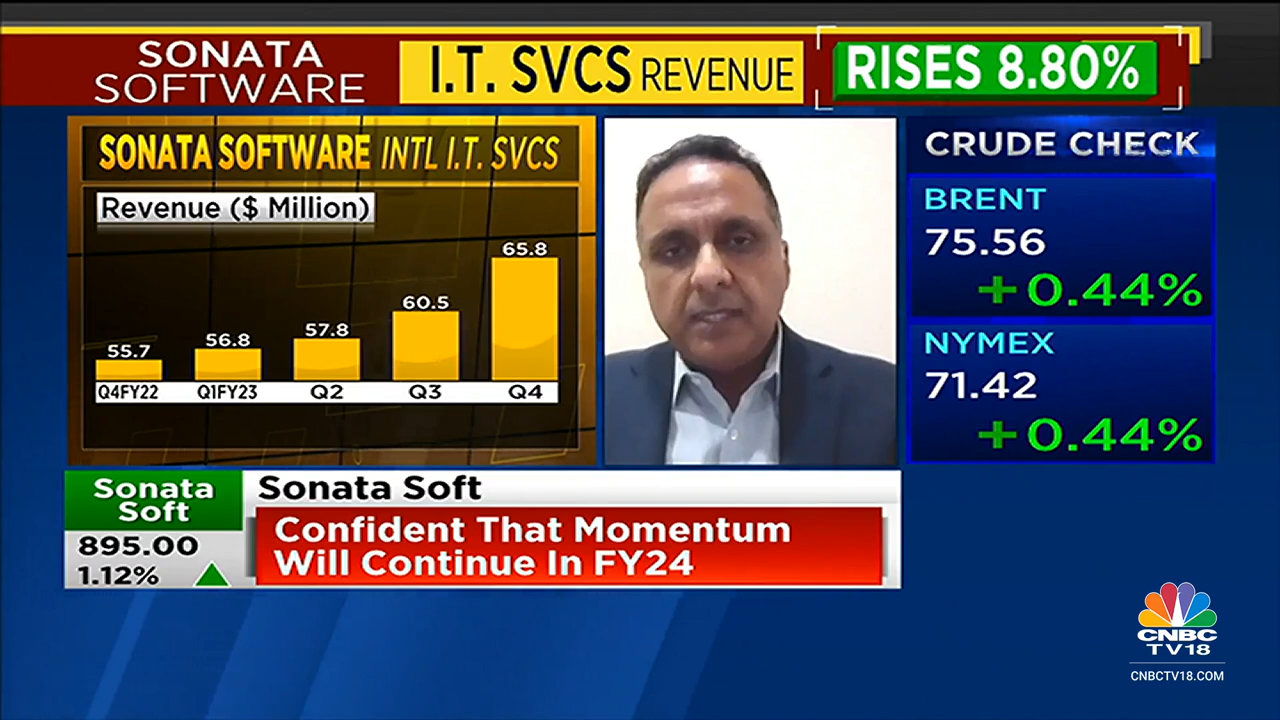 SONATA
SOFTWARE
I.T. SVCS REVENUE
RISES 8.80%
SONATA SOFTWARE INTL I.T. SVCS
Revenue ($ Million)
55.7
56.8
57.8
60.5
65.8
Q4FY22
Q1FY23
Q2
Q3
Q4
CRUDE CHECK
BRENT
75.56
+0.44%
NYMEX
71.42
+0.44%
Sonata
Soft
895.00
1.12%
Sonata Soft
Confident That Momentum
Will Continue In FY24
CNBC
TV18
CNBCTV18.COM